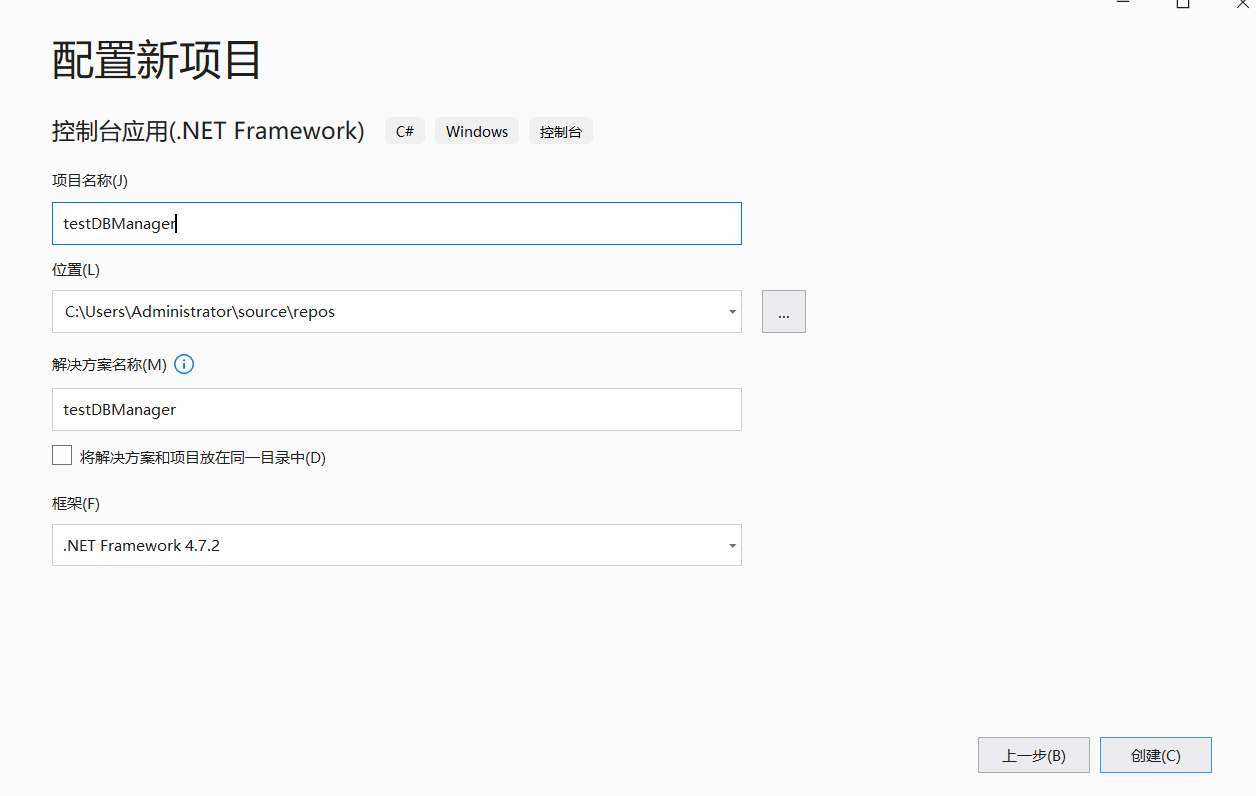 配置新项目
控制台应用(.NET Framework) C# Windows 控制台
项目名称(J)
testDBManager
位置(L)
C:\Users\Administrator\source\repos
...
解决方案名称(M)
testDBManager
将解决方案和项目放在同一目录中(D)
框架(F)
.NET Framework 4.7.2
上一步(B) 创建(C)